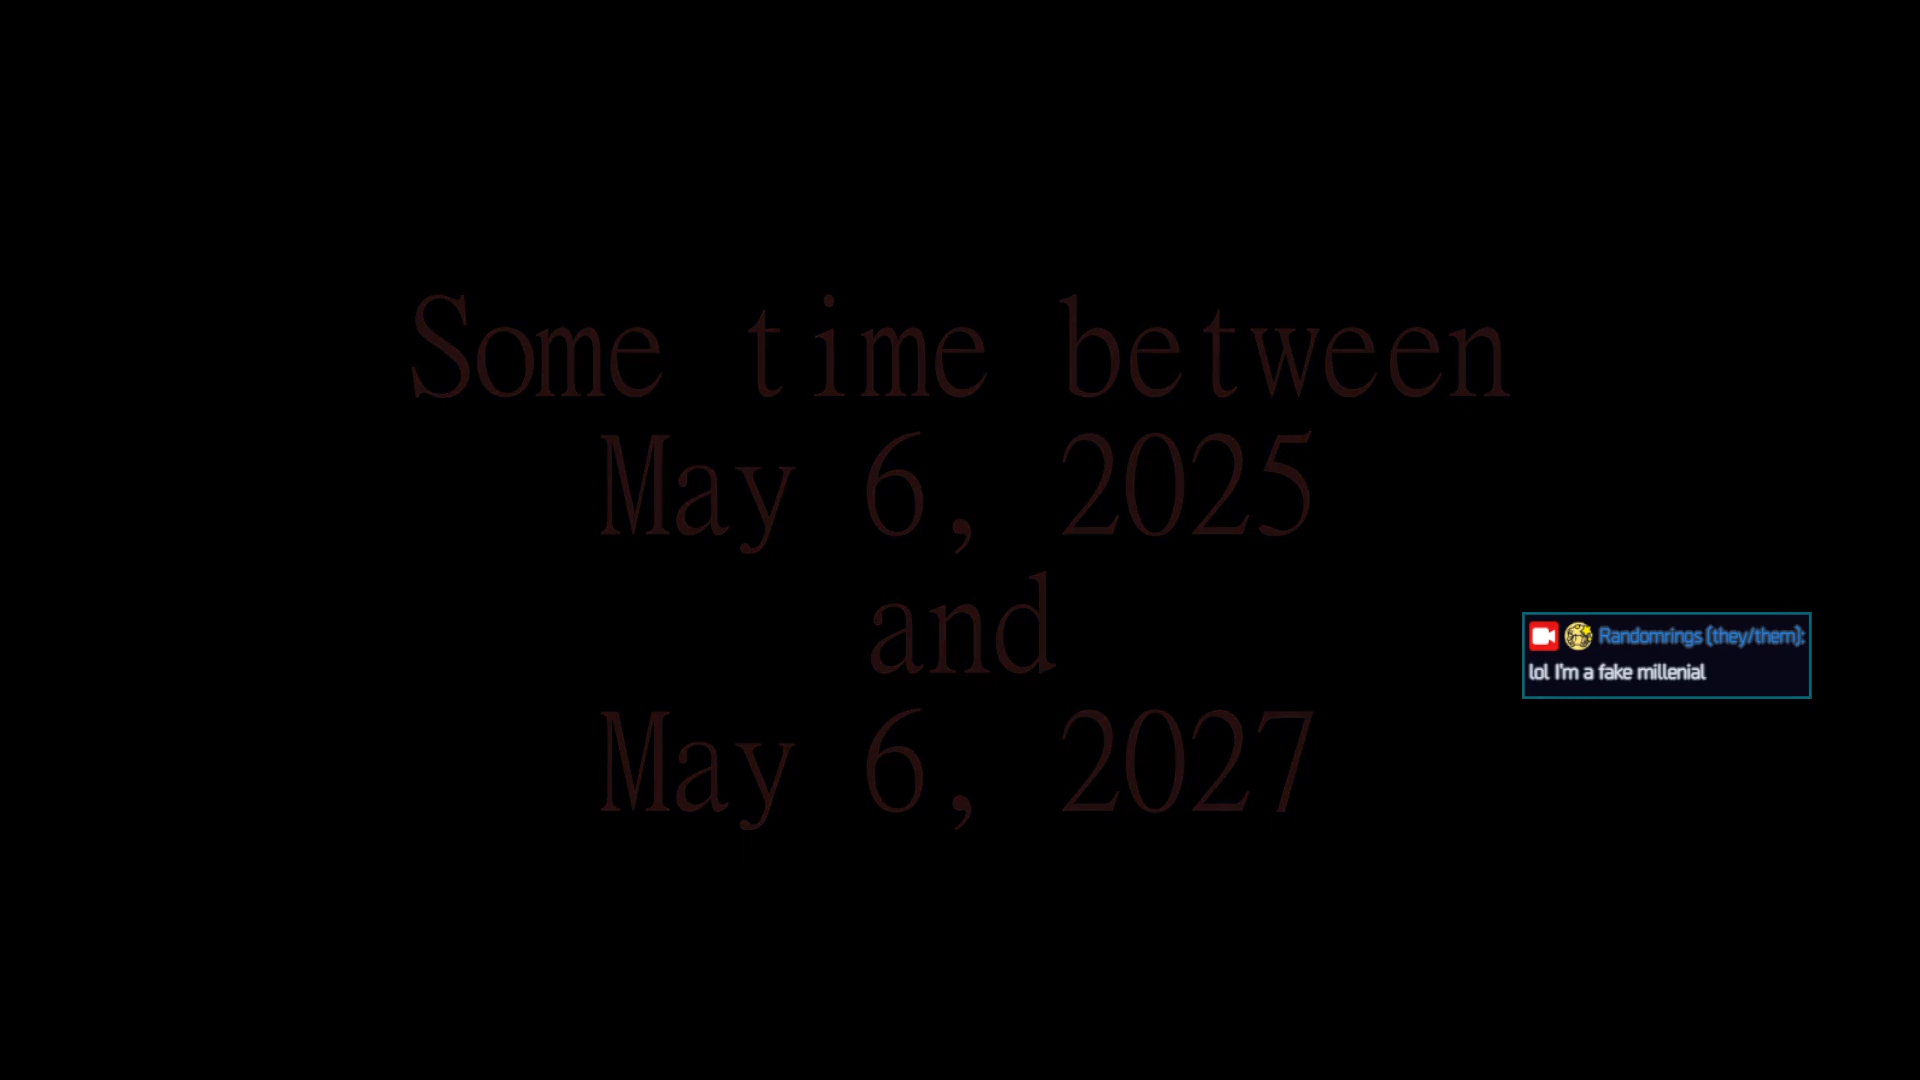 Some time between
May 6, 2025
and
May 6, 2027
Randomrings (they/them):
lol I'm a fake millenial